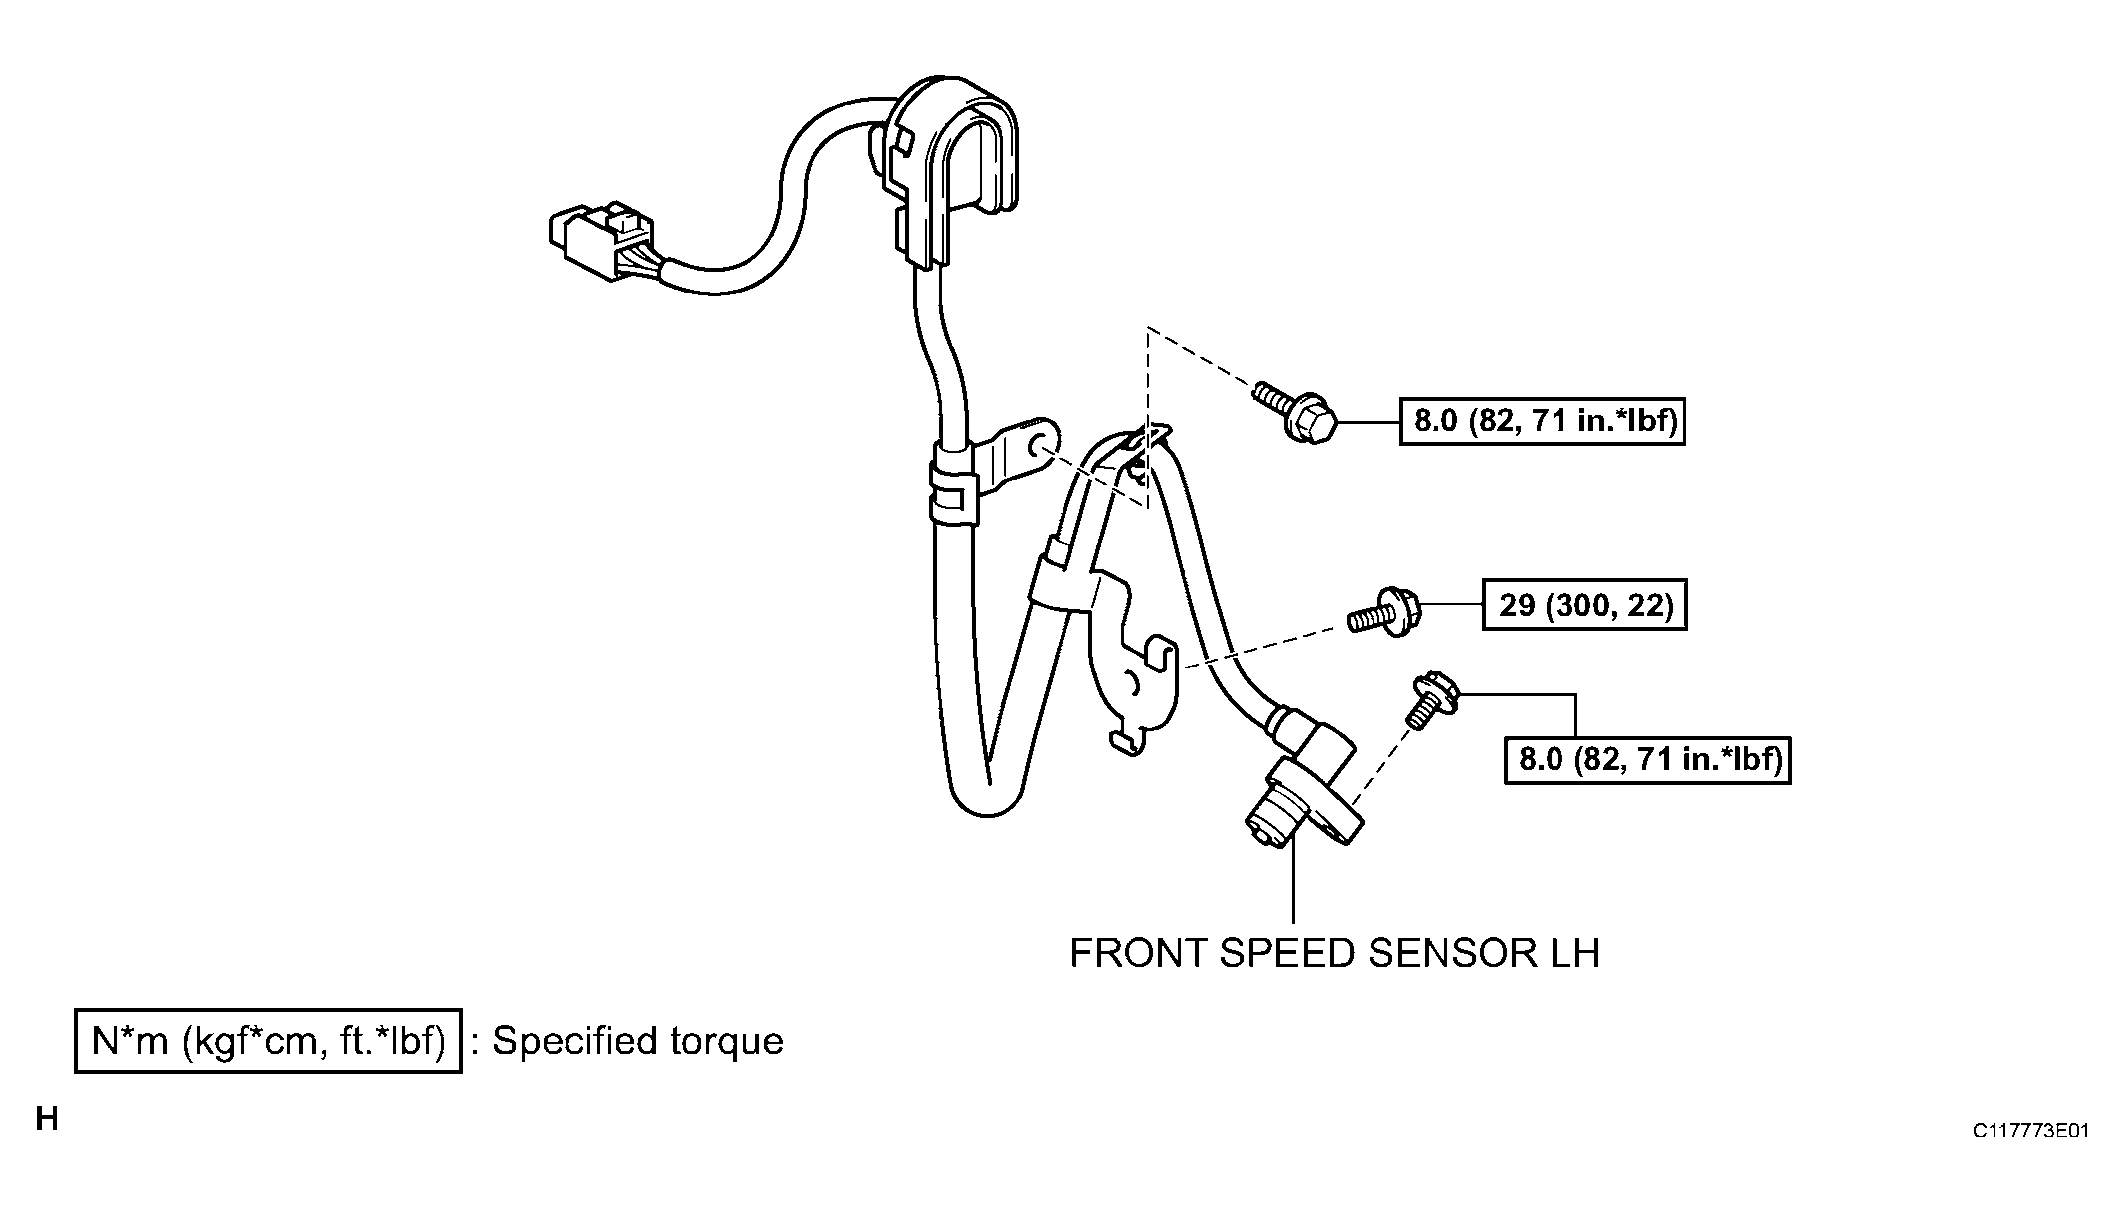 8.0 (82, 71 in.*lbf)
29 (300, 22)
8.0 (82, 71 in.*lbf)
FRONT SPEED SENSOR LH
N*m (kgf*cm, ft.*lbf) : Specified torque
H
C117773E01